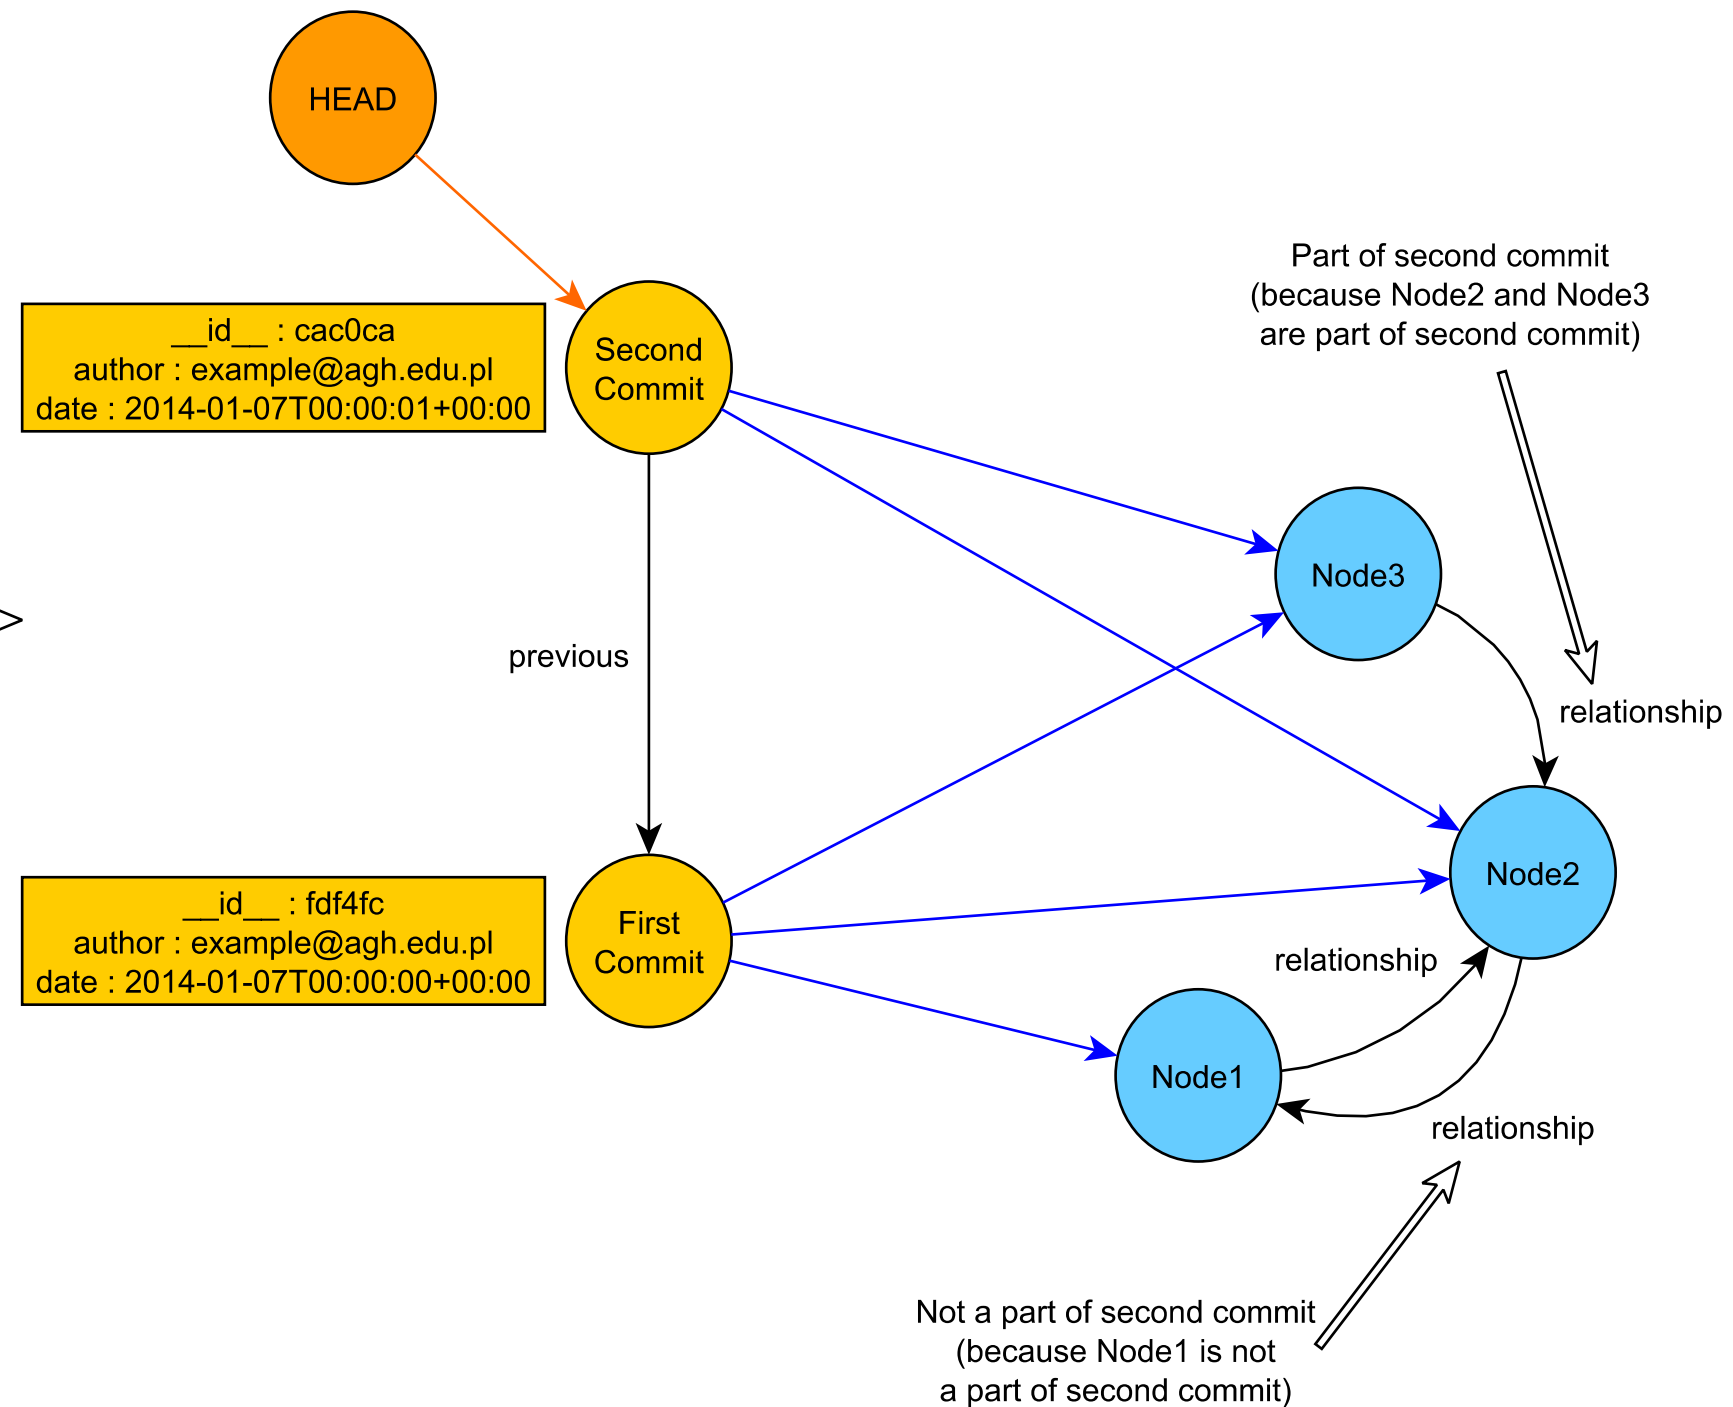 HEAD
Part of second commit
(because Node2 and Node3
are part of second commit)
__id__ : cac0ca
author : example@agh.edu.pl
date : 2014-01-07T00:00:01+00:00
Second
Commit
Node3
previous
relationship
Node2
__id__ : fdf4fc
author : example@agh.edu.pl
date : 2014-01-07T00:00:00+00:00
First
Commit
relationship
Node1
relationship
Not a part of second commit
(because Node1 is not
a part of second commit)